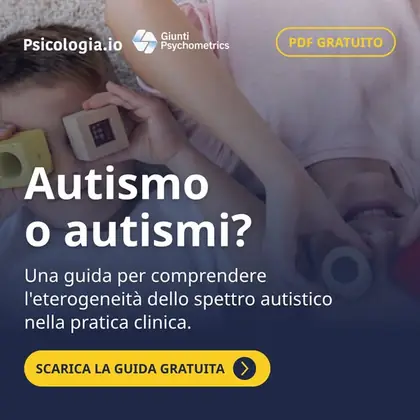 Psicologia.io
Giunti
Psychometrics
PDF GRATUITO
Autismo
o autismi?
Una guida per comprendere
l'eterogeneità dello spettro autistico
nella pratica clinica.
SCARICA LA GUIDA GRATUITA